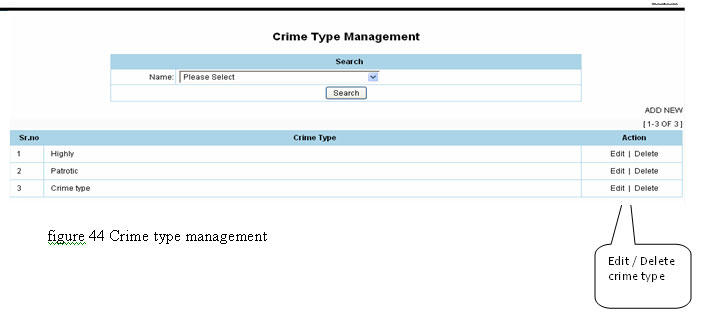 Crime Type Management
Search
Name: Please Select
Search
ADD NEW
[1-3 OF 3]
Sr.no Crime Type Action
1 Highly Edit | Delete
2 Patrotic Edit | Delete
3 Crime type Edit | Delete
figure 44 Crime type management
Edit / Delete
crime type